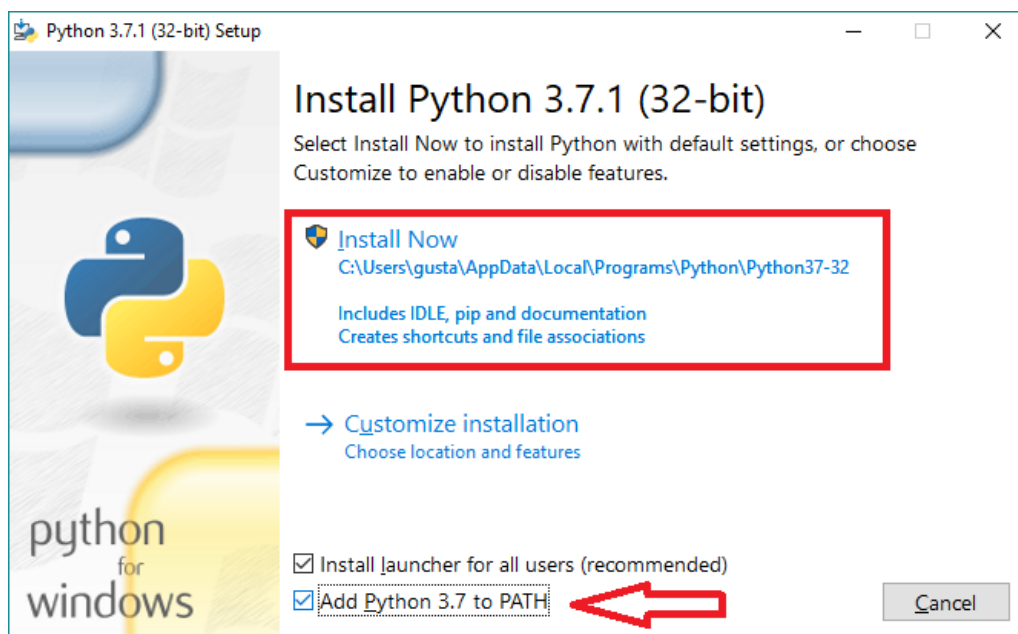 Python 3.7.1 (32-bit) Setup
Install Python 3.7.1 (32-bit)
Select Install Now to install Python with default settings, or choose
Customize to enable or disable features.
Install Now
C:\Users\gusta\AppData\Local\Programs\Python\Python37-32
Includes IDLE, pip and documentation
Creates shortcuts and file associations
Customize installation
Choose location and features
python
for
windows
Install launcher for all users (recommended)
Add Python 3.7 to PATH
Cancel